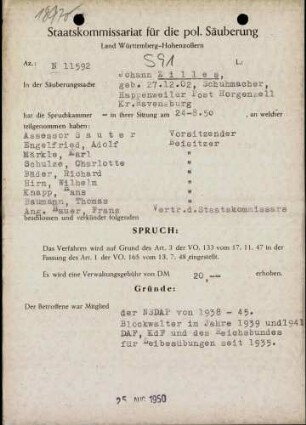 18970
Staatskommissariat für die pol. Säuberung
Land Württemberg-Hohenzollern
Az.: N 11592
S91
In der Säuberungssache
Johann Zilles,
geb. 27.12.02, Schuhmacher,
Happenweiler Post Horgenzell
Kr.Ravensburg
hat die Spruchkammer – in ihrer Sitzung am 24-8.50 , an welcher
teilgenommen haben:
Assessor Sauter Vorsitzender
Engelfried, Adolf Beisitzer
Märkle, Karl "
Schulze, Charlotte "
Bäder, Richard "
Hirn, Wilhelm "
Knapp, Hans "
Baumann, Thomas "
Ang. Bauer, Franz Vertr.d.Staatskommissars
beschlossen und verkündet folgenden
SPRUCH:
Das Verfahren wird auf Grund des Art. 3 der VO. 133 vom 17. 11. 47 in der
Fassung des Art. 1 der VO. 165 vom 13. 7. 48 eingestellt.
Es wird eine Verwaltungsgebühr von DM 20,-- erhoben.
Gründe:
Der Betroffene war Mitglied
der NSDAP von 1938 - 45.
Blockwalter in Jahre 1939 und 1941
DAF, KdF und des Reichsbundes
für Leibesübungen seit 1935.
25. AUG 1950